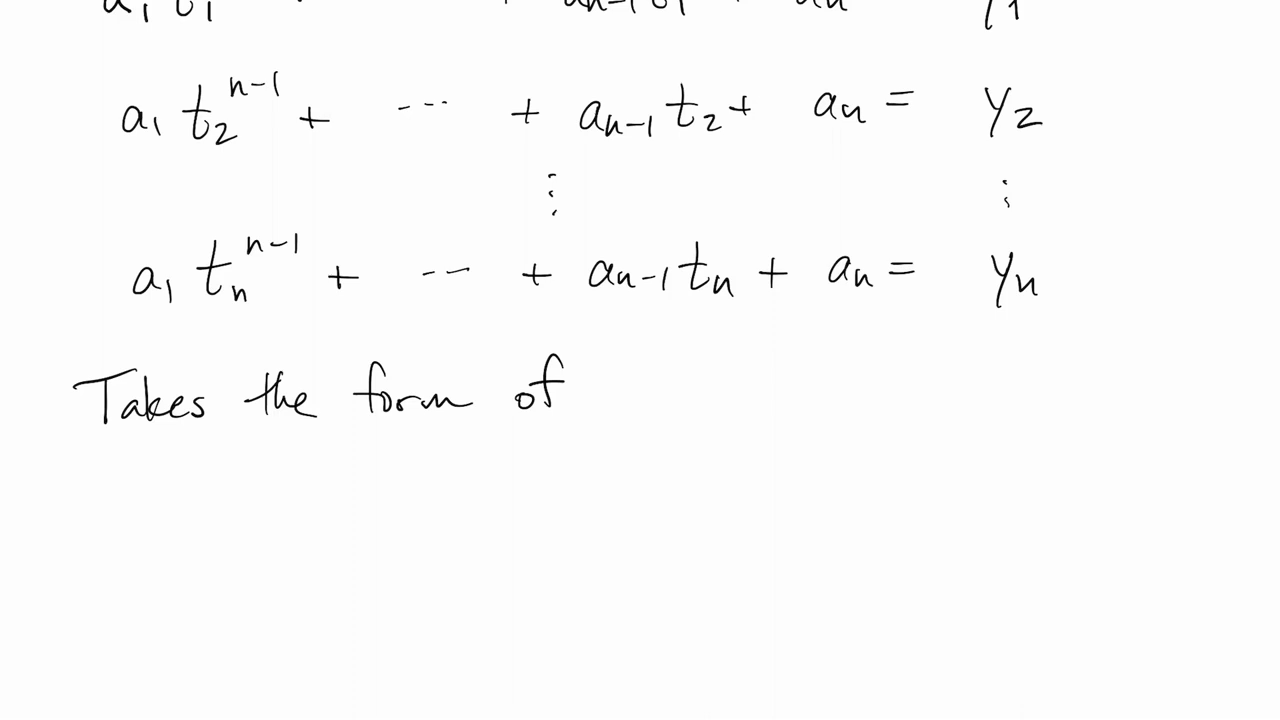 a₁ t₂ⁿ⁻¹ + --- + aₙ₋₁ t₂ + aₙ = y₂
⋮ ⋮
a₁ tₙⁿ⁻¹ + -- + aₙ₋₁ tₙ + aₙ = yₙ
Takes the form of